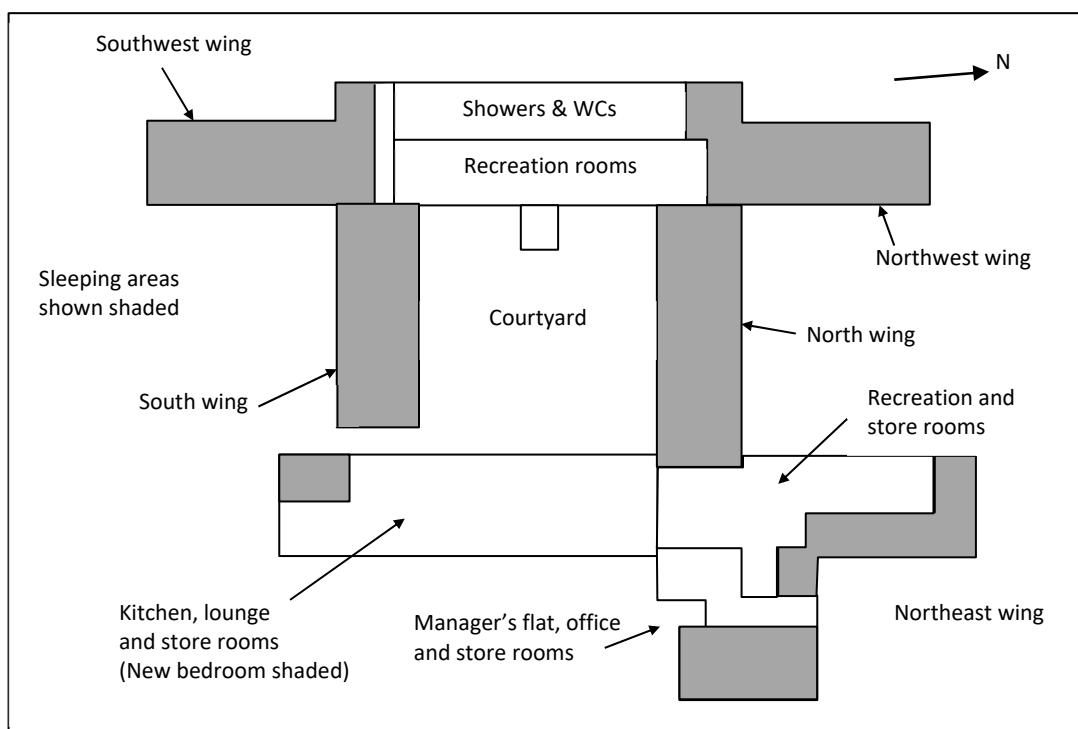 Southwest wing
N
Showers & WCs
Recreation rooms
Northwest wing
Sleeping areas
shown shaded
Courtyard
North wing
South wing
Recreation and
store rooms
Kitchen, lounge
and store rooms
(New bedroom shaded)
Manager’s flat, office
and store rooms
Northeast wing